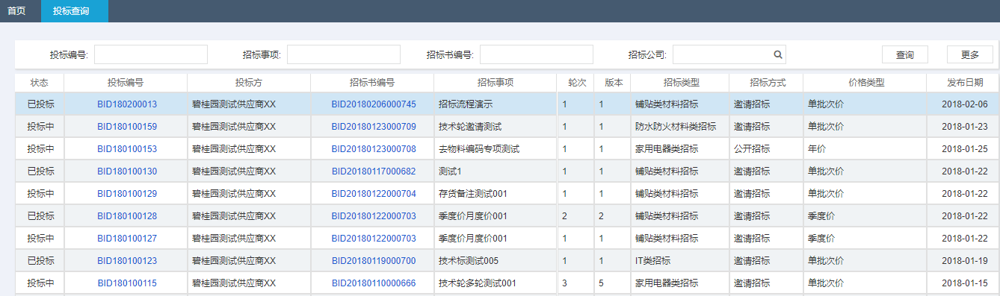 首页 投标查询
投标编号: 招标事项: 招标书编号: 招标公司: 查询 更多
状态 投标编号 投标方 招标书编号 招标事项 轮次 版本 招标类型 招标方式 价格类型 发布日期
已投标 BID180200013 碧桂园测试供应商XX BID20180206000745 招标流程演示 1 1 铺贴类材料招标 邀请招标 单批次价 2018-02-06
投标中 BID180100159 碧桂园测试供应商XX BID20180123000709 技术轮邀请测试 1 1 防水防火材料类招标 邀请招标 单批次价 2018-01-23
投标中 BID180100153 碧桂园测试供应商XX BID20180123000708 去物料编码专项测试 1 1 家用电器类招标 公开招标 年价 2018-01-25
已投标 BID180100130 碧桂园测试供应商XX BID20180117000682 测试1 1 1 铺贴类材料招标 邀请招标 单批次价 2018-01-22
投标中 BID180100129 碧桂园测试供应商XX BID20180122000704 存货备注测试001 1 1 铺贴类材料招标 邀请招标 单批次价 2018-01-22
已投标 BID180100128 碧桂园测试供应商XX BID20180122000703 季度价月度价001 2 2 铺贴类材料招标 邀请招标 季度价 2018-01-22
投标中 BID180100127 碧桂园测试供应商XX BID20180122000703 季度价月度价001 1 1 铺贴类材料招标 邀请招标 季度价 2018-01-22
已投标 BID180100123 碧桂园测试供应商XX BID20180119000700 技术标测试005 1 1 IT类招标 邀请招标 单批次价 2018-01-19
投标中 BID180100115 碧桂园测试供应商XX BID20180110000666 技术轮多轮测试001 3 5 家用电器类招标 邀请招标 单批次价 2018-01-15